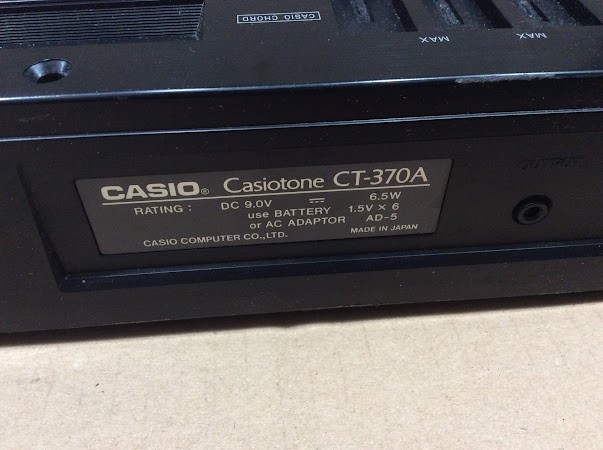 CASIO CHORD
MAX
MAX
OUTPUT
CASIO® Casiotone CT-370A
RATING : DC 9.0V ⎓ 6.5W
use BATTERY 1.5V × 6
or AC ADAPTOR AD-5
CASIO COMPUTER CO., LTD. MADE IN JAPAN